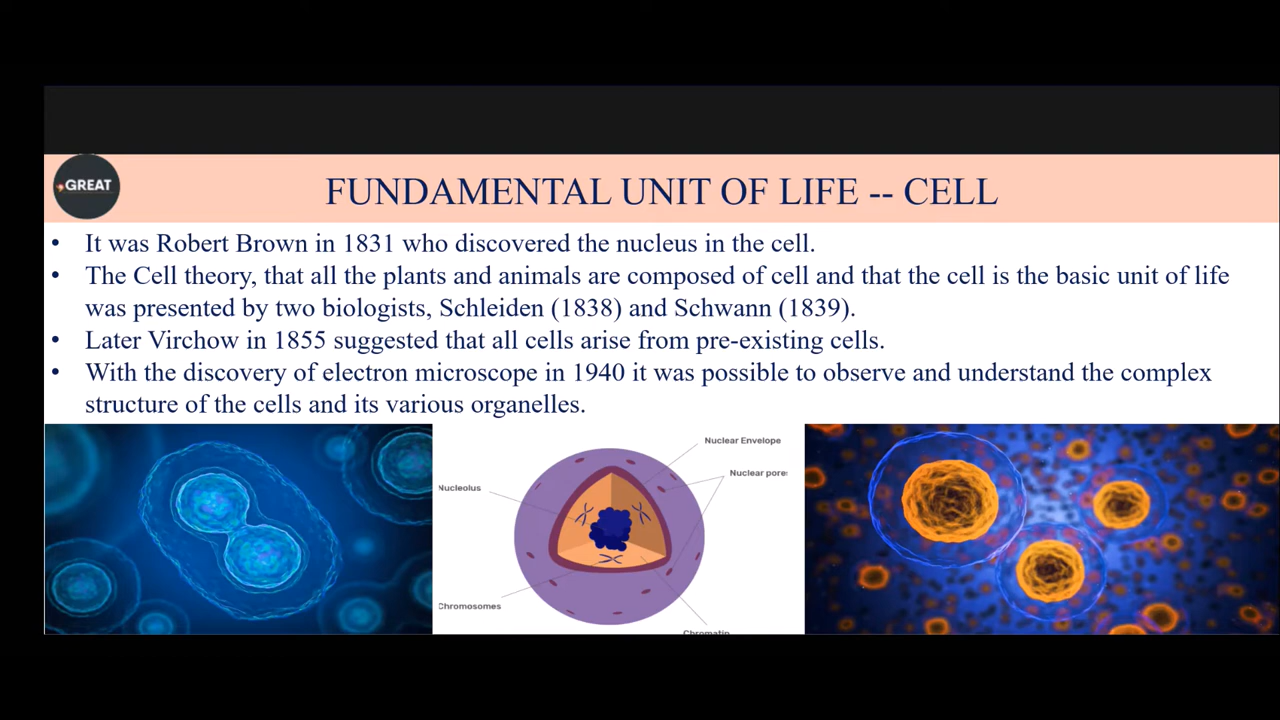 GREAT
FUNDAMENTAL UNIT OF LIFE -- CELL
• It was Robert Brown in 1831 who discovered the nucleus in the cell.
• The Cell theory, that all the plants and animals are composed of cell and that the cell is the basic unit of life
was presented by two biologists, Schleiden (1838) and Schwann (1839).
• Later Virchow in 1855 suggested that all cells arise from pre-existing cells.
• With the discovery of electron microscope in 1940 it was possible to observe and understand the complex
structure of the cells and its various organelles.
Nuclear Envelope
Nuclear pore
Nucleolus
Chromosomes
Chromatin